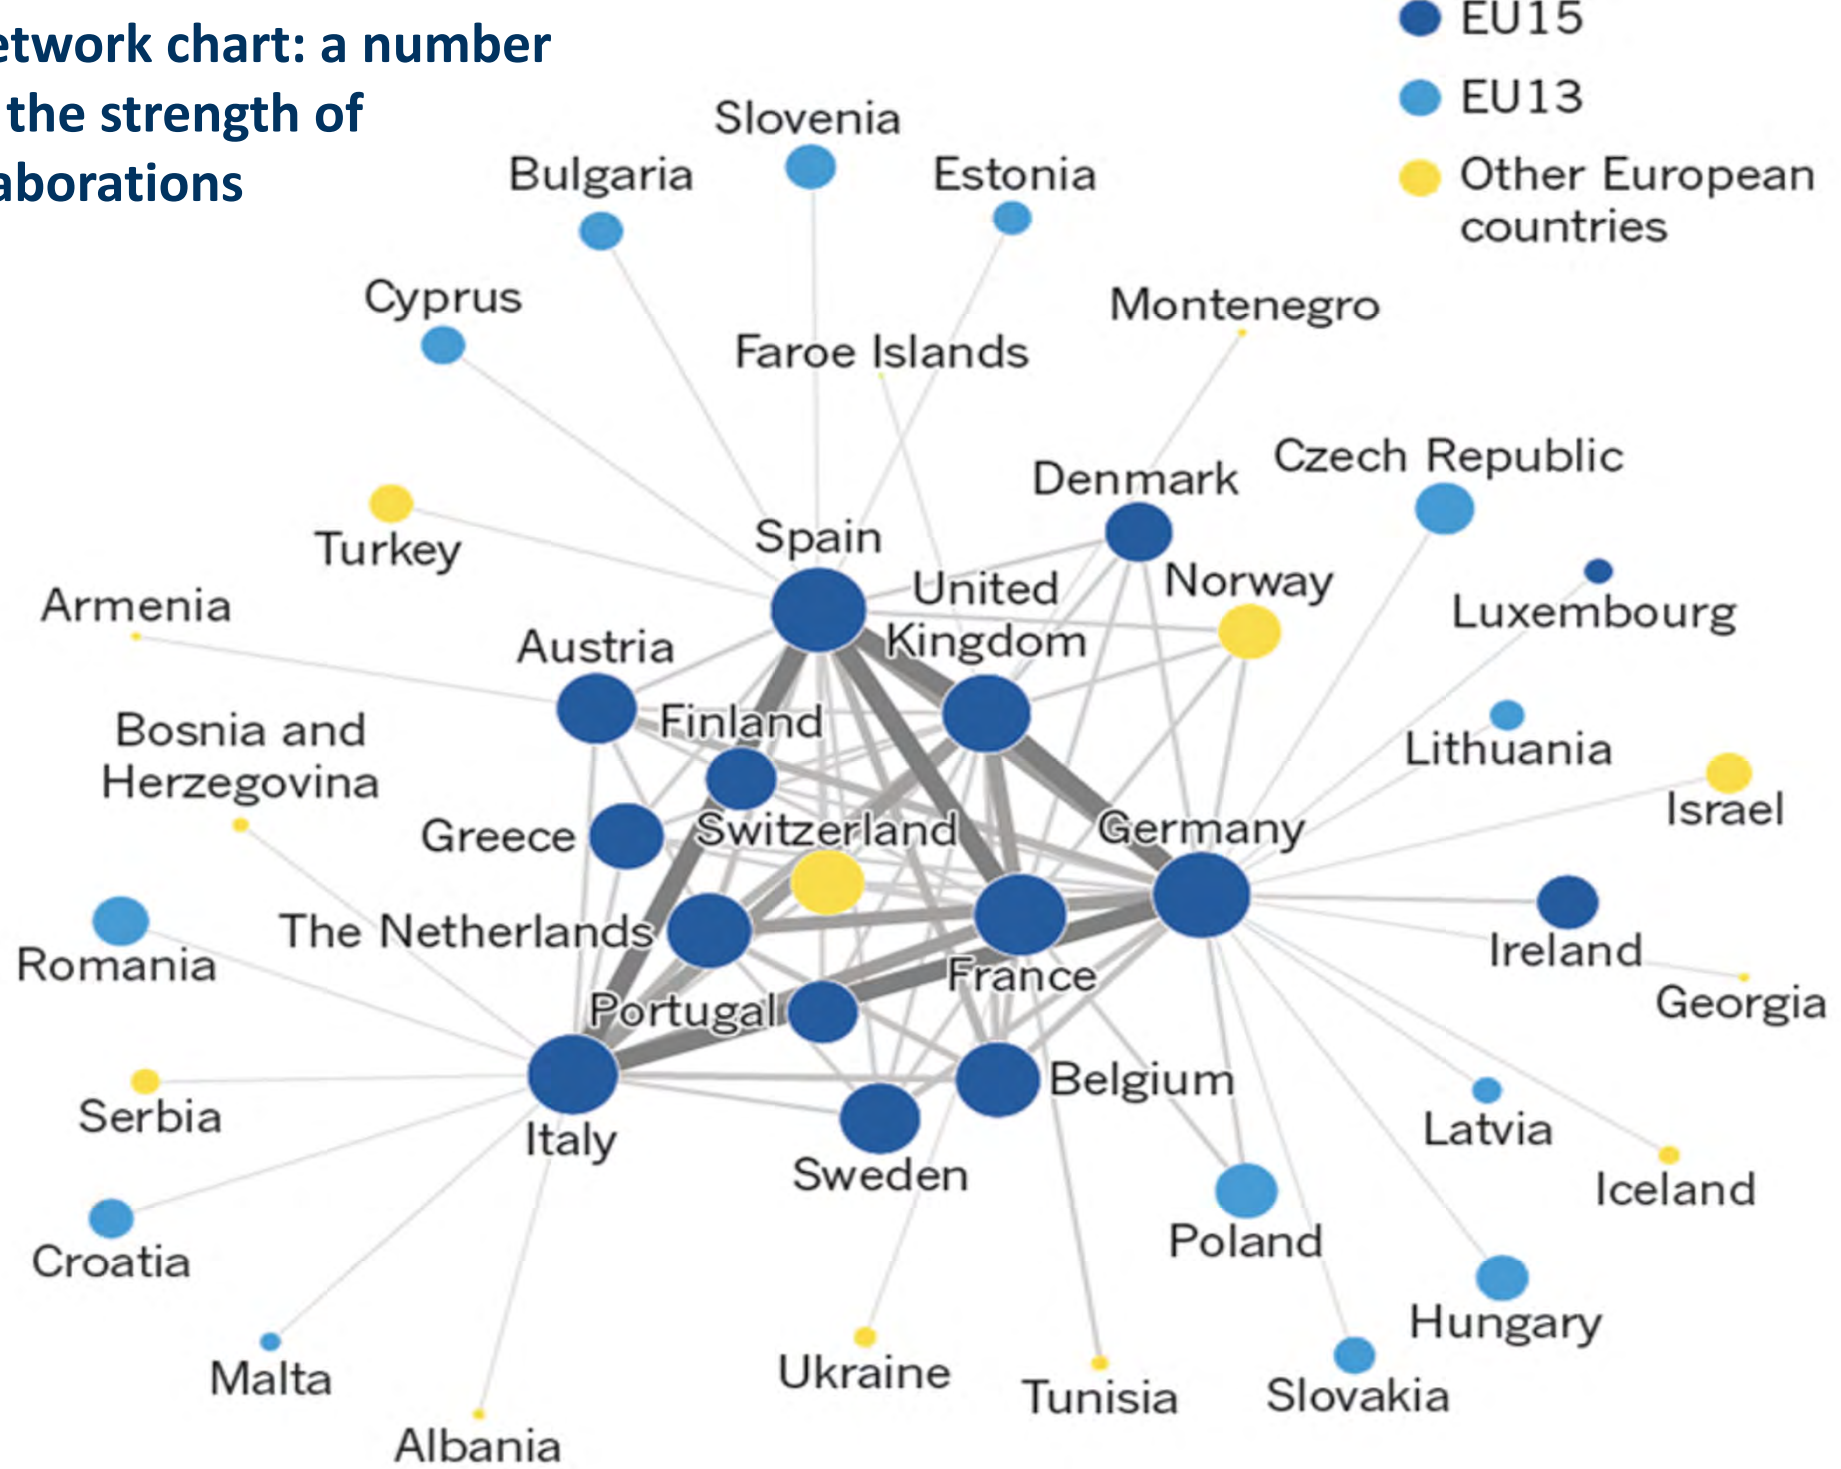 etwork chart: a number
the strength of
aborations
EU15
EU13
Other European
countries
Slovenia
Bulgaria
Estonia
Cyprus
Montenegro
Faroe Islands
Czech Republic
Denmark
Turkey
Spain
Norway
United
Kingdom
Luxembourg
Armenia
Austria
Finland
Bosnia and
Herzegovina
Lithuania
Israel
Greece
Switzerland
Germany
The Netherlands
Romania
Ireland
France
Georgia
Portugal
Belgium
Serbia
Italy
Latvia
Sweden
Iceland
Poland
Croatia
Hungary
Malta
Ukraine
Tunisia
Slovakia
Albania